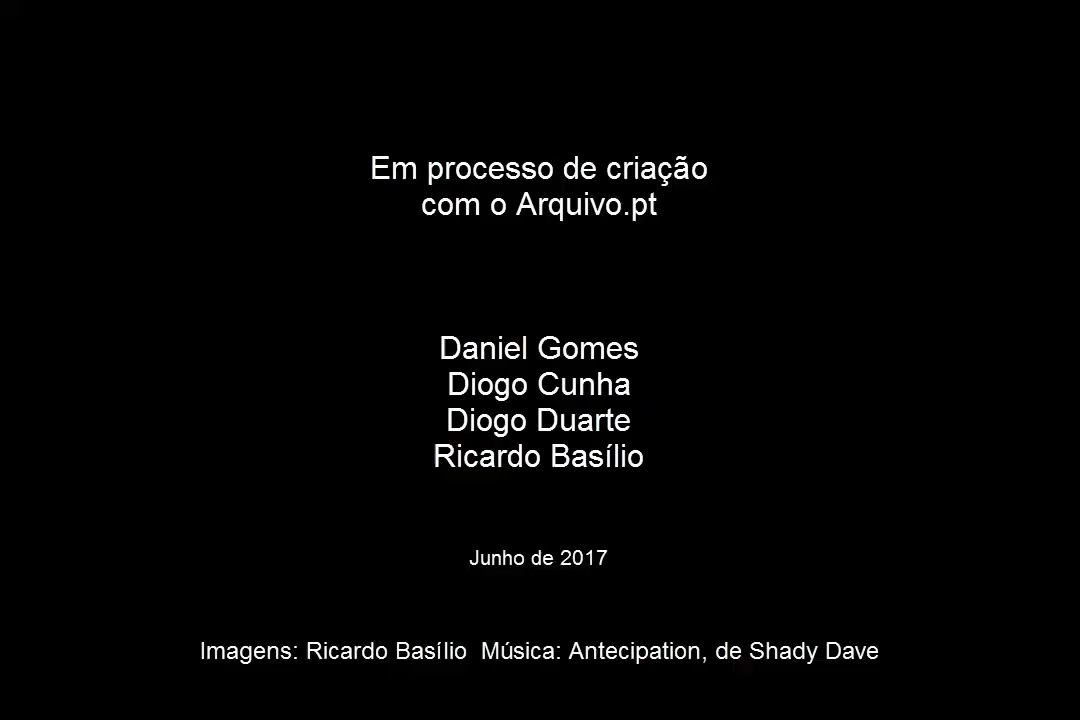 Em processo de criação
com o Arquivo.pt
Daniel Gomes
Diogo Cunha
Diogo Duarte
Ricardo Basílio
Junho de 2017
Imagens: Ricardo Basílio  Música: Antecipation, de Shady Dave